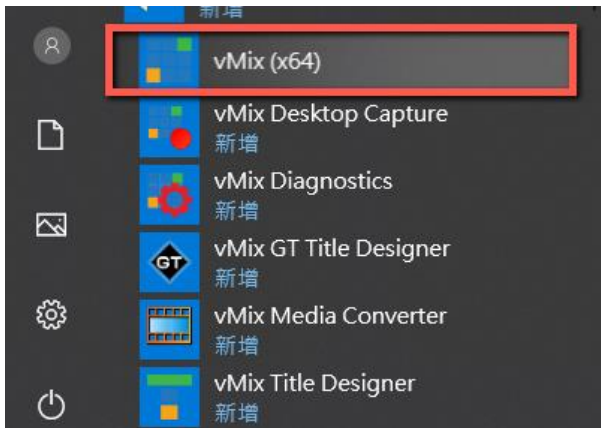 新增
vMix (x64)
vMix Desktop Capture
新增
vMix Diagnostics
新增
GT
vMix GT Title Designer
新增
vMix Media Converter
新增
vMix Title Designer
新增